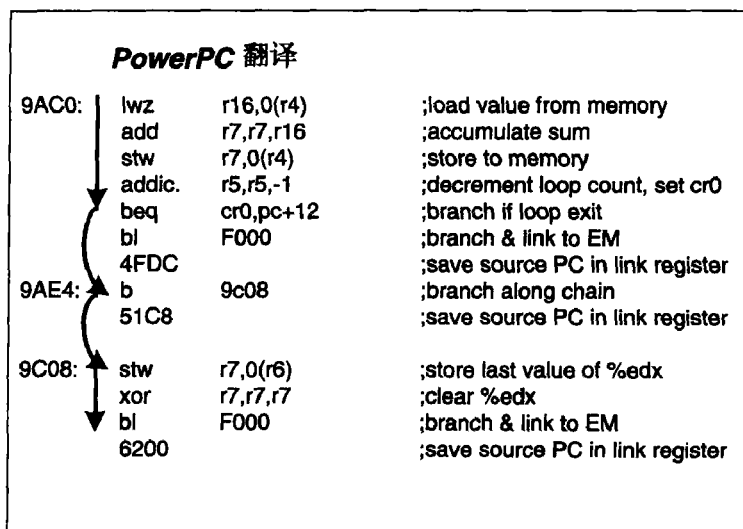 PowerPC 翻译
9AC0: lwz r16,0(r4) ;load value from memory
add r7,r7,r16 ;accumulate sum
stw r7,0(r4) ;store to memory
addic. r5,r5,-1 ;decrement loop count, set cr0
beq cr0,pc+12 ;branch if loop exit
bl F000 ;branch & link to EM
4FDC ;save source PC in link register
9AE4: b 9c08 ;branch along chain
51C8 ;save source PC in link register
9C08: stw r7,0(r6) ;store last value of %edx
xor r7,r7,r7 ;clear %edx
bl F000 ;branch & link to EM
6200 ;save source PC in link register